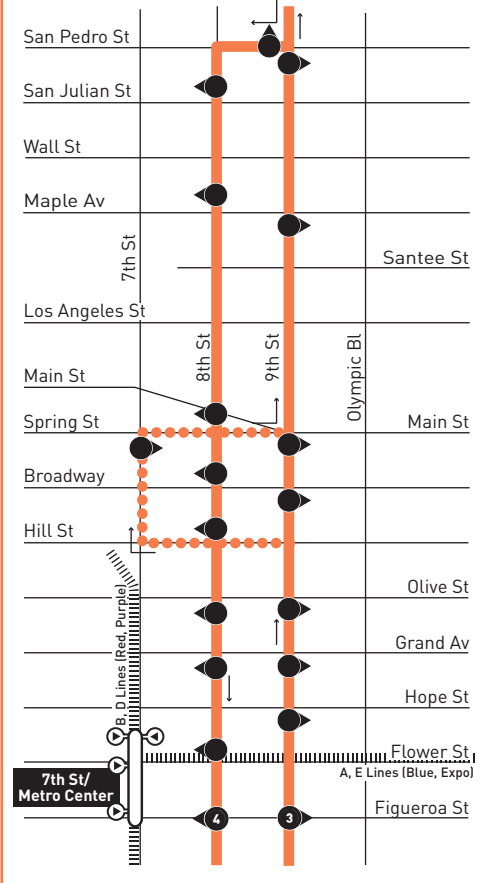 San Pedro St
San Julian St
Wall St
Maple Av
7th St
Santee St
Los Angeles St
8th St
9th St
Olympic Bl
Main St
Spring St
Main St
Broadway
Hill St
Olive St
B, D Lines (Red, Purple)
Grand Av
Hope St
Flower St
A, E Lines (Blue, Expo)
7th St/
Metro Center
Figueroa St
4
3